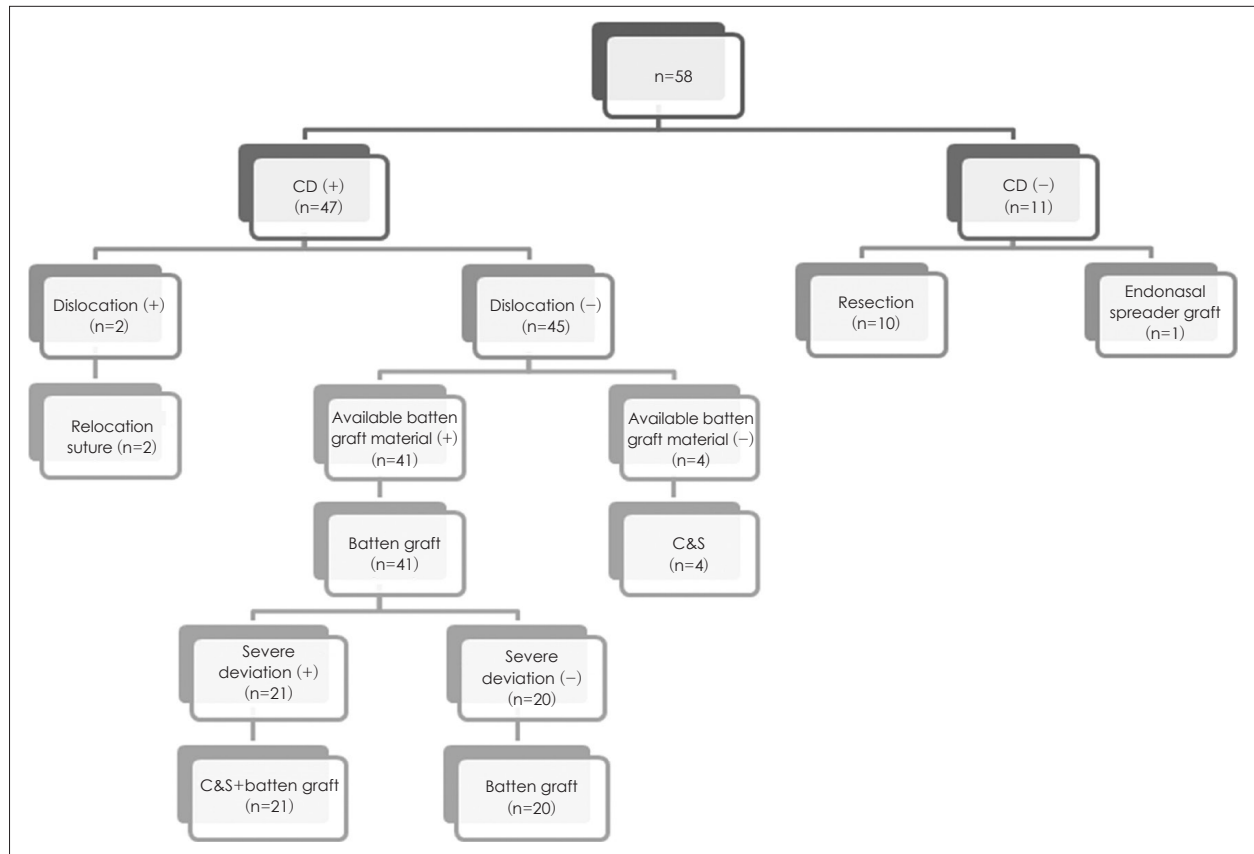 n=58
CD (+)
(n=47)
CD (−)
(n=11)
Dislocation (+)
(n=2)
Dislocation (−)
(n=45)
Resection
(n=10)
Endonasal
spreader graft
(n=1)
Relocation
suture (n=2)
Available batten
graft material (+)
(n=41)
Available batten
graft material (−)
(n=4)
Batten graft
(n=41)
C&S
(n=4)
Severe
deviation (+)
(n=21)
Severe
deviation (−)
(n=20)
C&S+batten graft
(n=21)
Batten graft
(n=20)